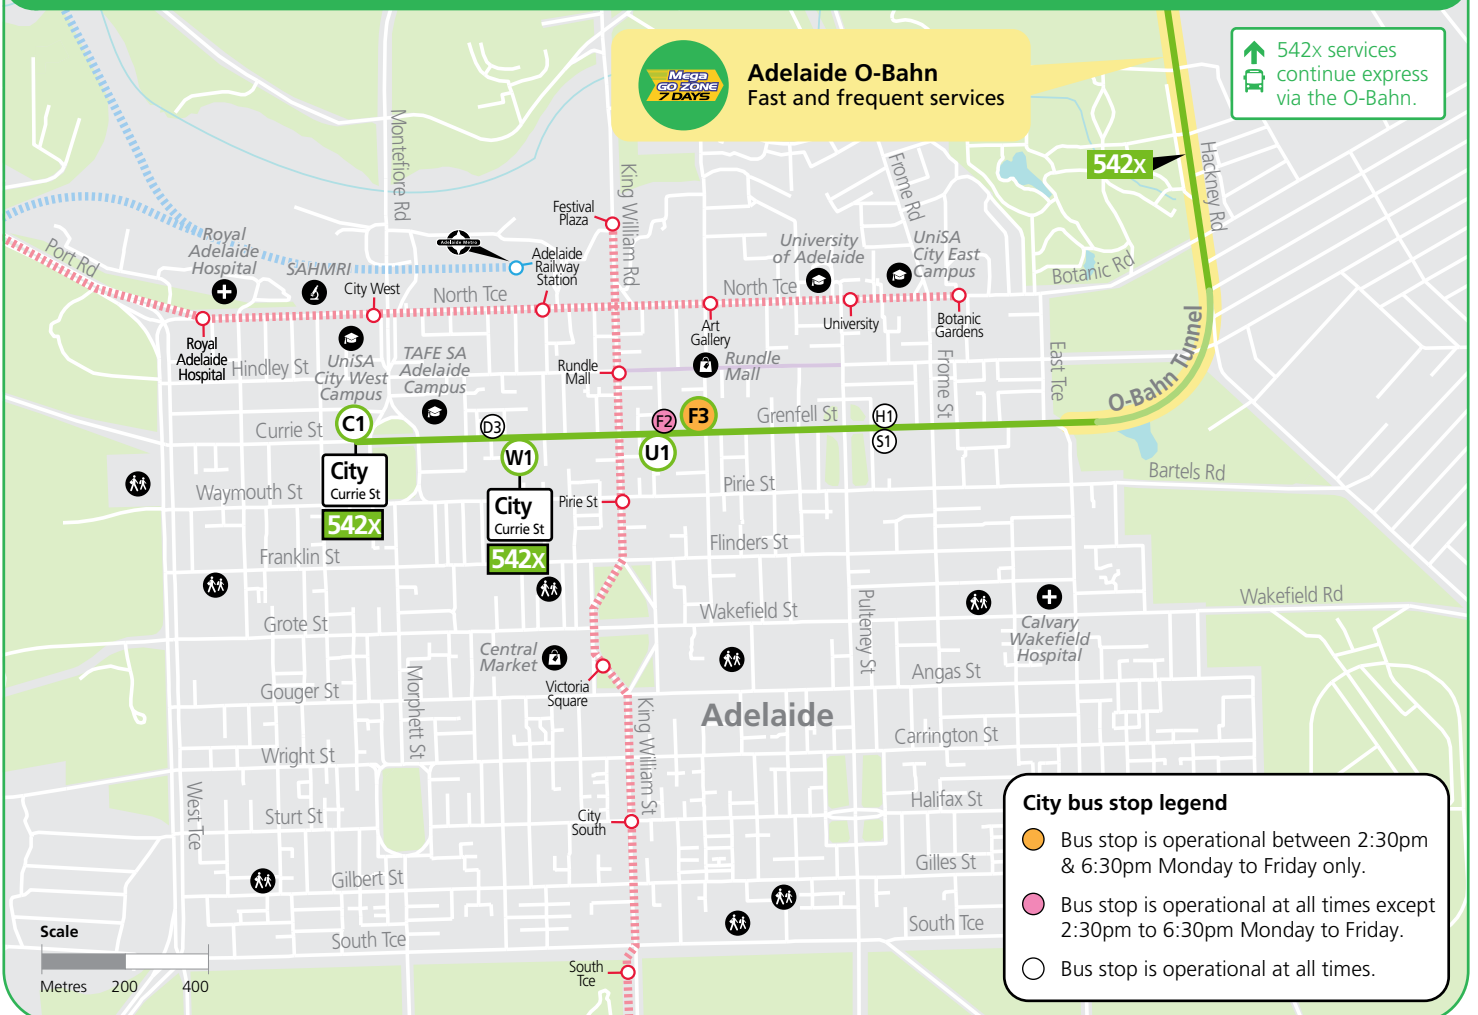 Mega
GO ZONE
7 DAYS
Adelaide O-Bahn
Fast and frequent services
542x services
continue express
via the O-Bahn.
542x
Hackney Rd
Montefiore Rd
King William Rd
Frome Rd
Botanic Rd
Port Rd
Festival
Plaza
Royal
Adelaide
Hospital
SAHMRI
City West
Adelaide Metro
Adelaide
Railway
Station
North Tce
University
of Adelaide
UniSA
City East
Campus
North Tce
Art
Gallery
University
Botanic
Gardens
Royal
Adelaide
Hospital
Hindley St
UniSA
City West
Campus
TAFE SA
Adelaide
Campus
Rundle
Mall
Rundle
Mall
Frome St
East Tce
O-Bahn Tunnel
Currie St
C1
D3
W1
F2
F3
U1
Grenfell St
H1
S1
City
Currie St
542x
City
Currie St
542x
Waymouth St
Pirie St
Pirie St
Bartels Rd
Franklin St
Flinders St
Grote St
Wakefield St
Pulteney St
Wakefield Rd
Calvary
Wakefield
Hospital
Central
Market
Victoria
Square
Gouger St
Morphett St
Angas St
Adelaide
King William St
Wright St
Carrington St
West Tce
Sturt St
City
South
Halifax St
Gilbert St
Gilles St
South Tce
South Tce
South
Tce
Scale
Metres 200 400
City bus stop legend
Bus stop is operational between 2:30pm
& 6:30pm Monday to Friday only.
Bus stop is operational at all times except
2:30pm to 6:30pm Monday to Friday.
Bus stop is operational at all times.